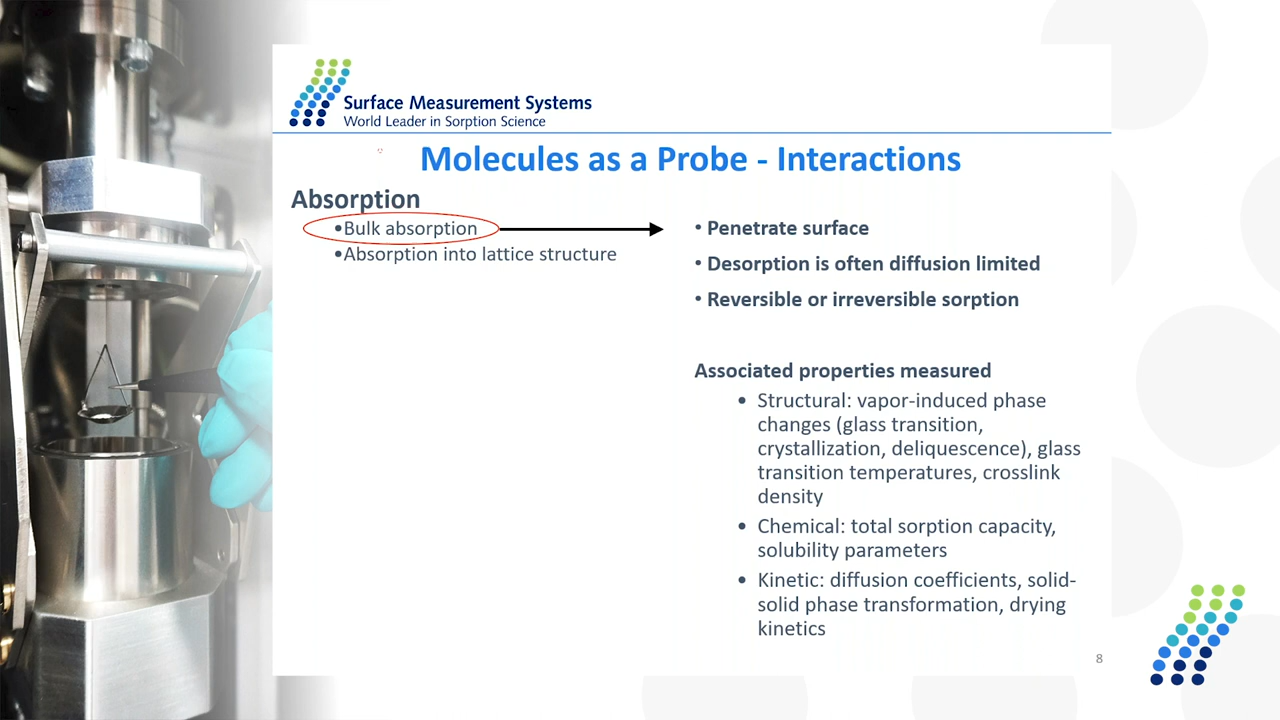 Surface Measurement Systems
World Leader in Sorption Science
Molecules as a Probe - Interactions
Absorption
•Bulk absorption
•Absorption into lattice structure
• Penetrate surface
• Desorption is often diffusion limited
• Reversible or irreversible sorption
Associated properties measured
• Structural: vapor-induced phase
changes (glass transition,
crystallization, deliquescence), glass
transition temperatures, crosslink
density
• Chemical: total sorption capacity,
solubility parameters
• Kinetic: diffusion coefficients, solid-
solid phase transformation, drying
kinetics
8